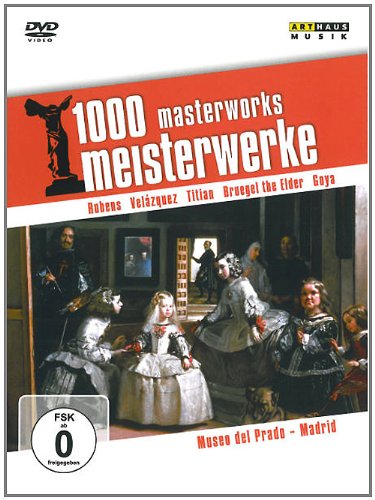 DVD
VIDEO
ARTHAUS
MUSIK
1000 masterworks
meisterwerke
Rubens Velázquez Titian Bruegel the Elder Goya
FSK
ab
0
freigegeben
Museo del Prado – Madrid